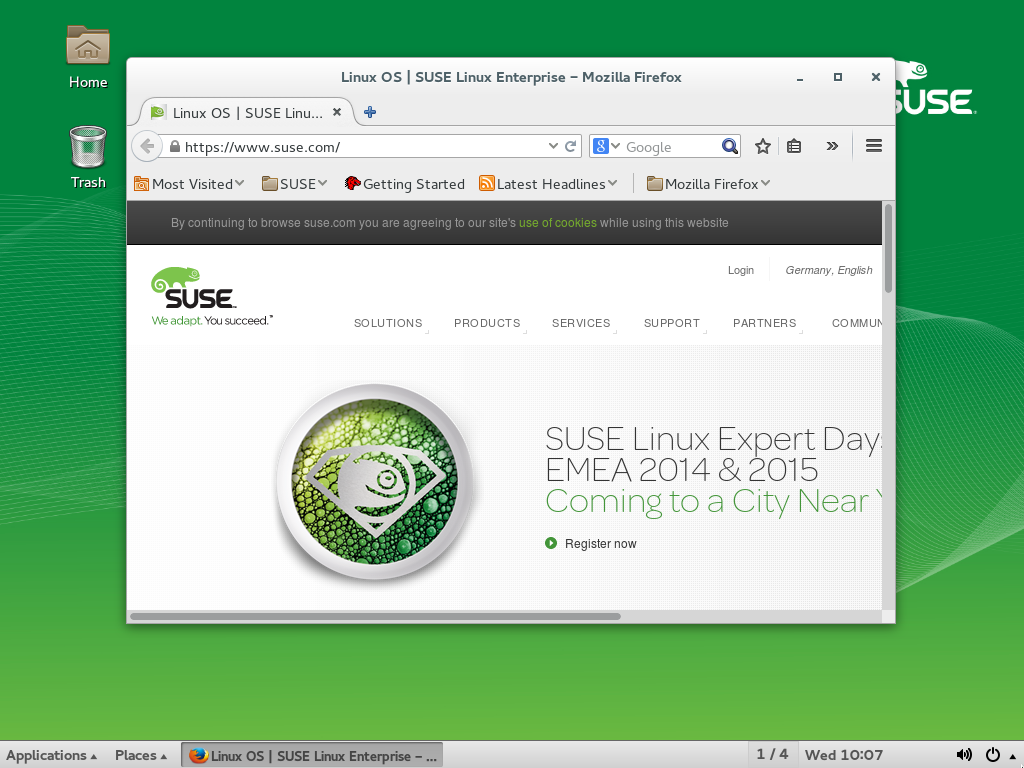 Home
Trash
SUSE
Linux OS | SUSE Linux Enterprise – Mozilla Firefox
Linux OS | SUSE Linu...
https://www.suse.com/
8 Google
Most Visited SUSE Getting Started Latest Headlines Mozilla Firefox
By continuing to browse suse.com you are agreeing to our site's use of cookies while using this website
Login Germany, English
SUSE
We adapt. You succeed.
SOLUTIONS PRODUCTS SERVICES SUPPORT PARTNERS COMMUN
SUSE Linux Expert Days
EMEA 2014 & 2015
Coming to a City Near Y
Register now
Applications Places Linux OS | SUSE Linux Enterprise – ... 1 / 4 Wed 10:07